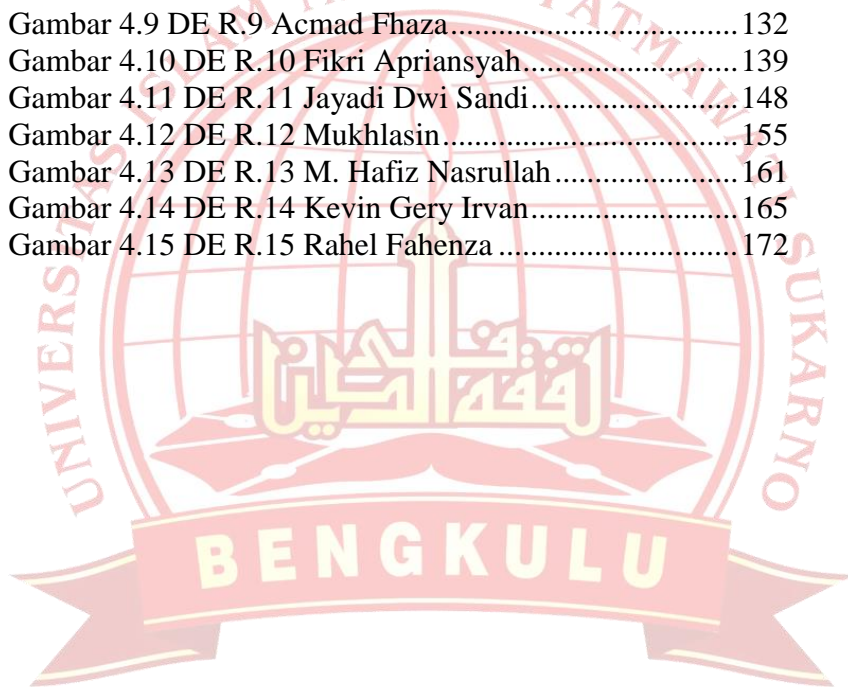 Gambar 4.9 DE R.9 Acmad Fhaza..................................132
Gambar 4.10 DE R.10 Fikri Apriansyah.........................139
Gambar 4.11 DE R.11 Jayadi Dwi Sandi........................148
Gambar 4.12 DE R.12 Mukhlasin...................................155
Gambar 4.13 DE R.13 M. Hafiz Nasrullah.....................161
Gambar 4.14 DE R.14 Kevin Gery Irvan........................165
Gambar 4.15 DE R.15 Rahel Fahenza ............................172
SUKARNO
BENGKULU